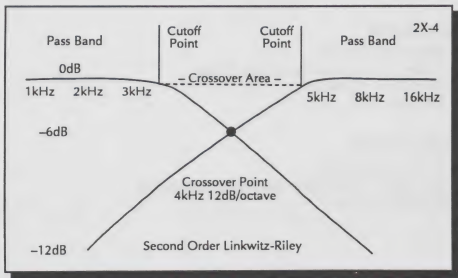 2X-4
Pass Band
Cutoff
Point
Cutoff
Point
Pass Band
0dB
– Crossover Area –
1kHz 2kHz 3kHz
5kHz 8kHz 16kHz
–6dB
Crossover Point
4kHz 12dB/octave
–12dB
Second Order Linkwitz-Riley